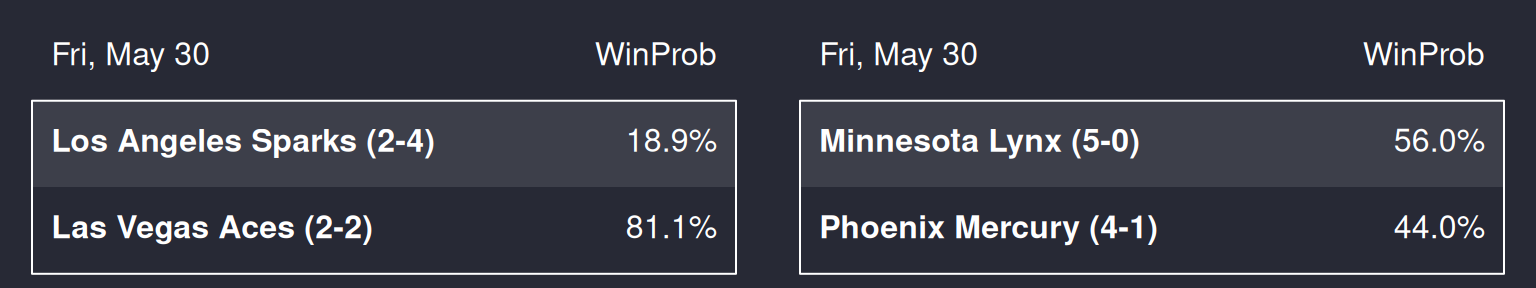 Fri, May 30 WinProb
Los Angeles Sparks (2-4) 18.9%
Las Vegas Aces (2-2) 81.1%
Fri, May 30 WinProb
Minnesota Lynx (5-0) 56.0%
Phoenix Mercury (4-1) 44.0%